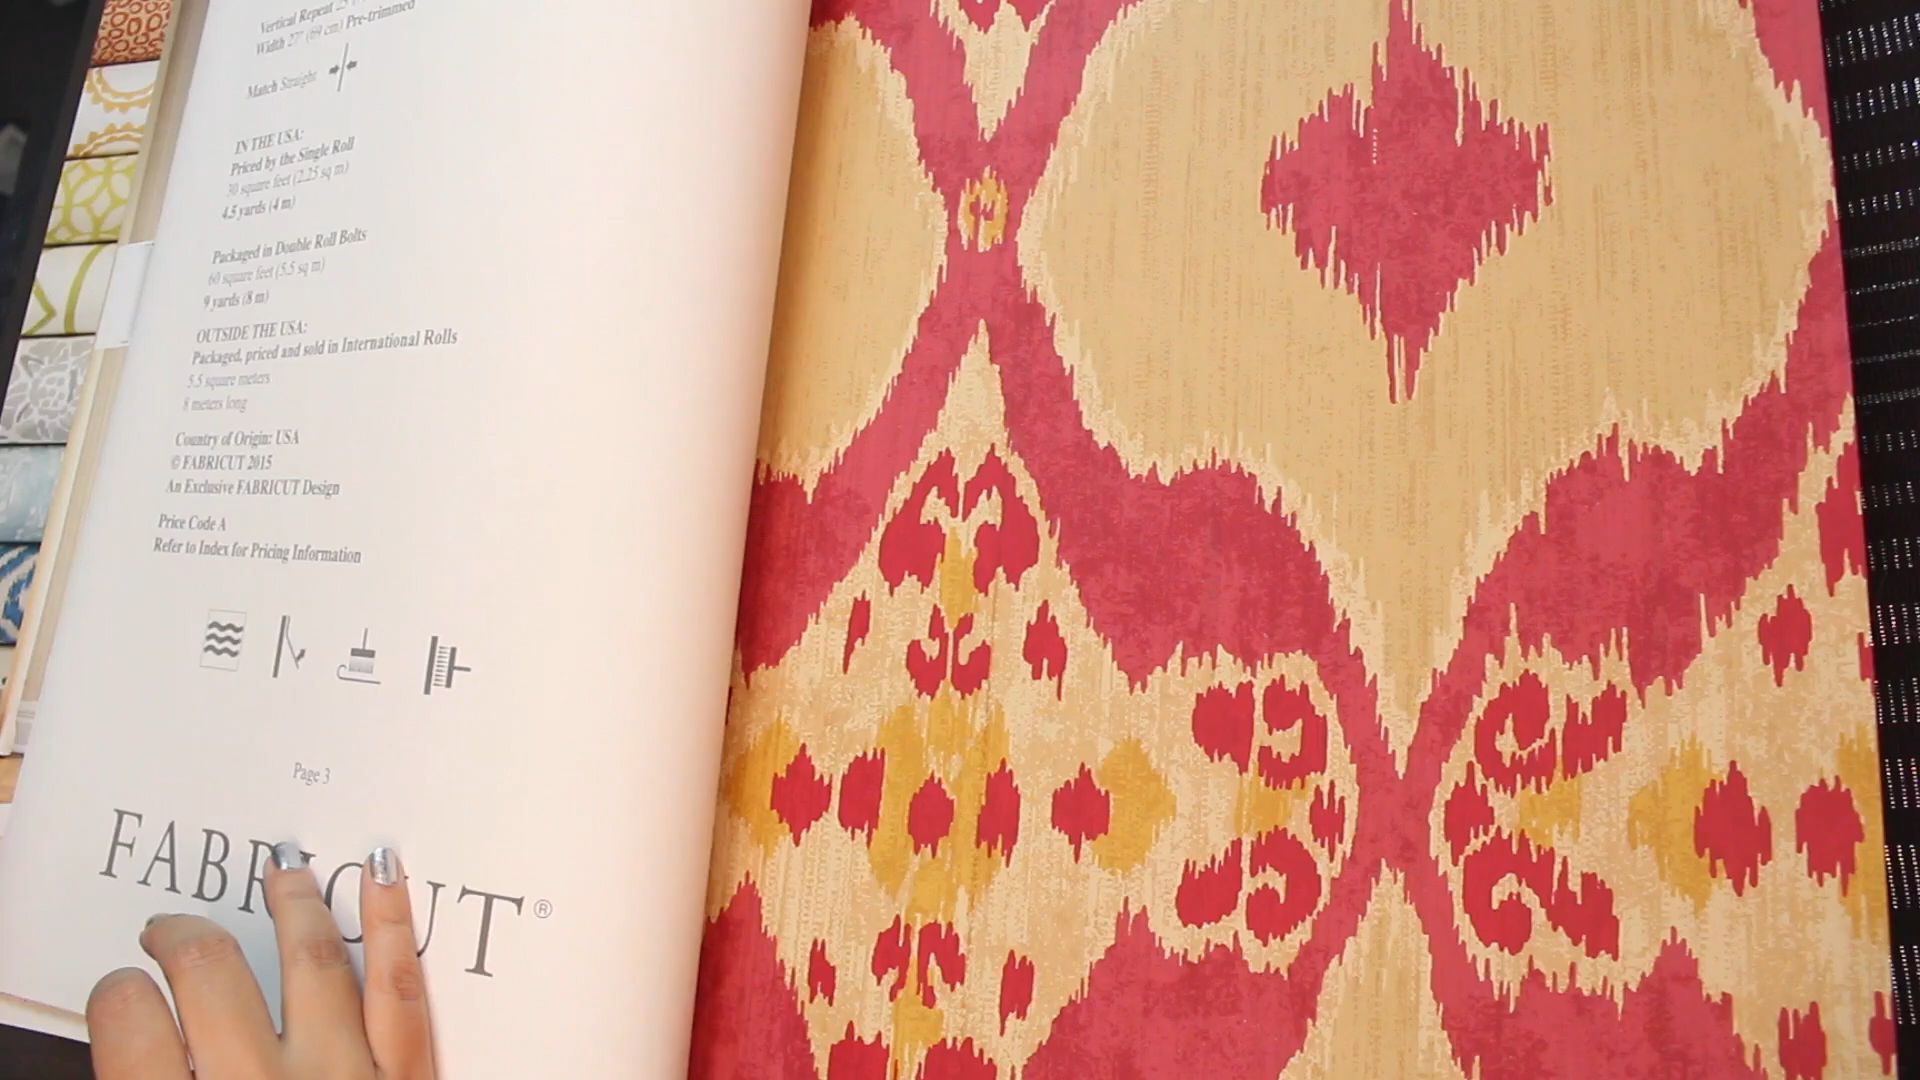 Vertical Repeat 25
Width 27" (69 cm) Pre-trimmed
Match Straight
IN THE USA:
Priced by the Single Roll
30 square feet (2.25 sq m)
4.5 yards (4 m)
Packaged in Double Roll Bolts
60 square feet (5.5 sq m)
9 yards (8 m)
OUTSIDE THE USA:
Packaged, priced and sold in International Rolls
5.5 square meters
8 meters long
Country of Origin: USA
© FABRICUT 2015
An Exclusive FABRICUT Design
Price Code A
Refer to Index for Pricing Information
Page 3
FABRICUT®